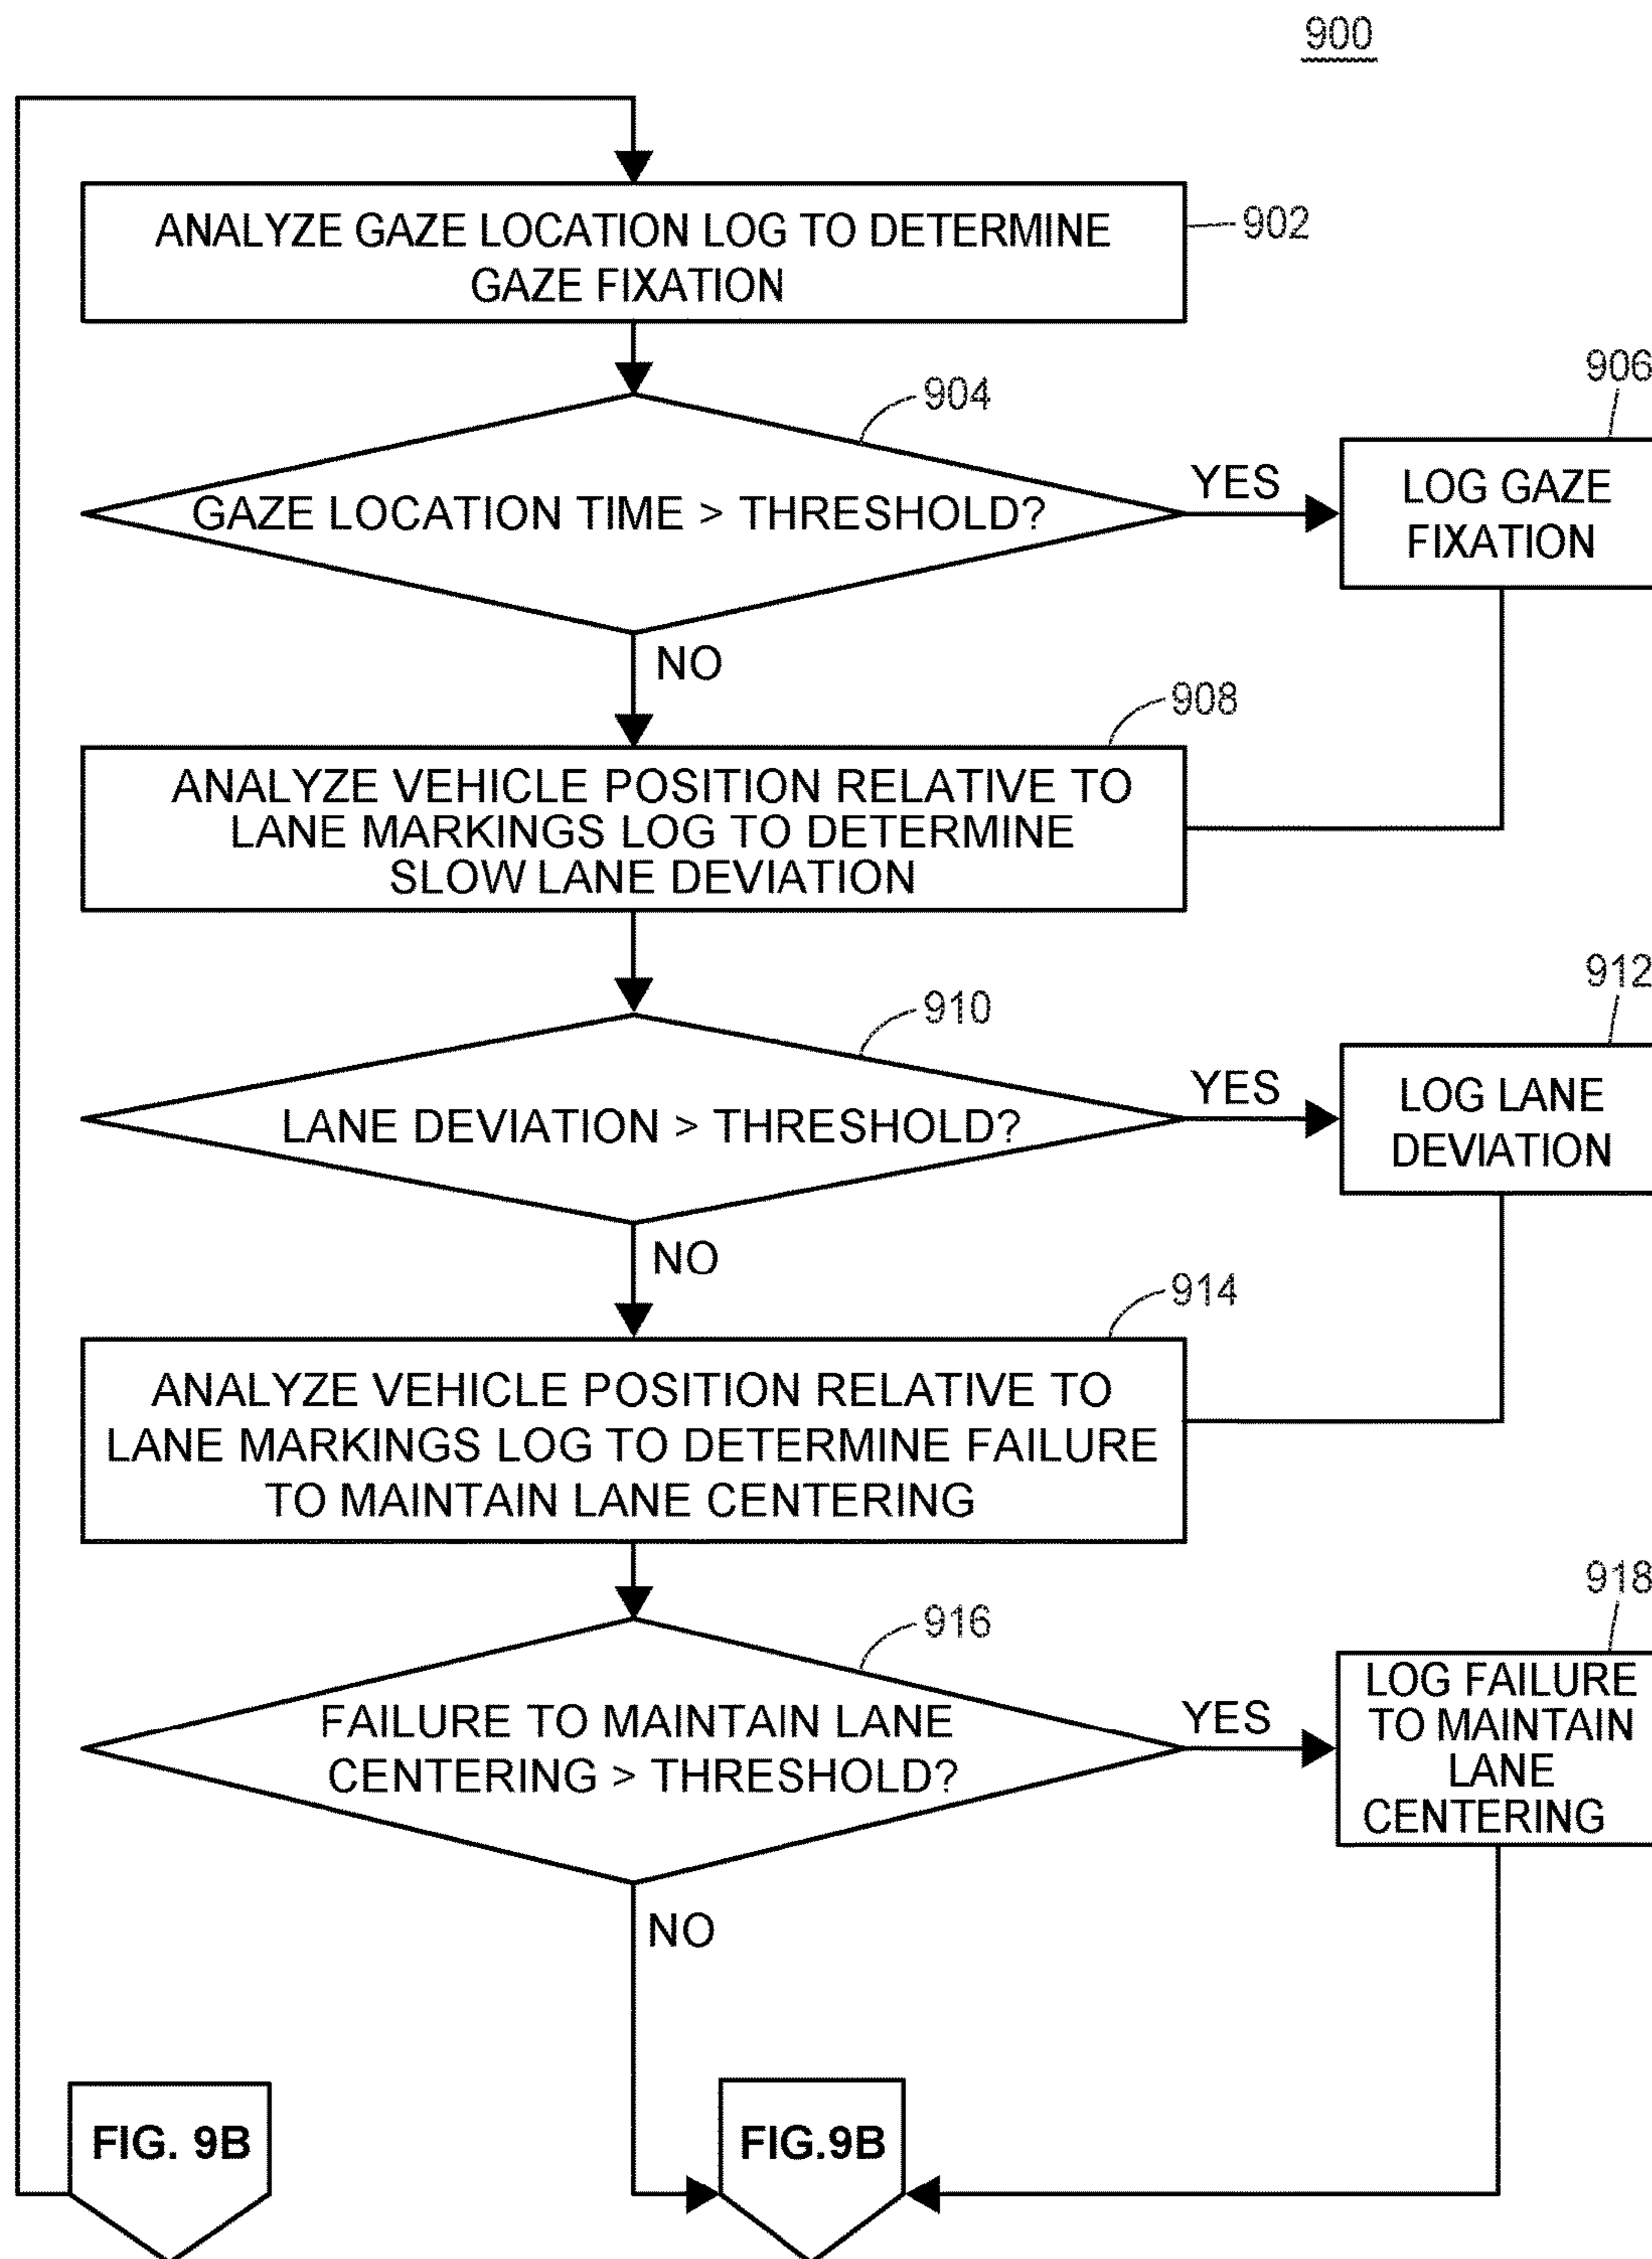 900
ANALYZE GAZE LOCATION LOG TO DETERMINE
GAZE FIXATION
902
904
GAZE LOCATION TIME > THRESHOLD?
YES
906
LOG GAZE
FIXATION
NO
908
ANALYZE VEHICLE POSITION RELATIVE TO
LANE MARKINGS LOG TO DETERMINE
SLOW LANE DEVIATION
910
LANE DEVIATION > THRESHOLD?
YES
912
LOG LANE
DEVIATION
NO
914
ANALYZE VEHICLE POSITION RELATIVE TO
LANE MARKINGS LOG TO DETERMINE FAILURE
TO MAINTAIN LANE CENTERING
916
FAILURE TO MAINTAIN LANE
CENTERING > THRESHOLD?
YES
918
LOG FAILURE
TO MAINTAIN
LANE
CENTERING
NO
FIG. 9B
FIG.9B